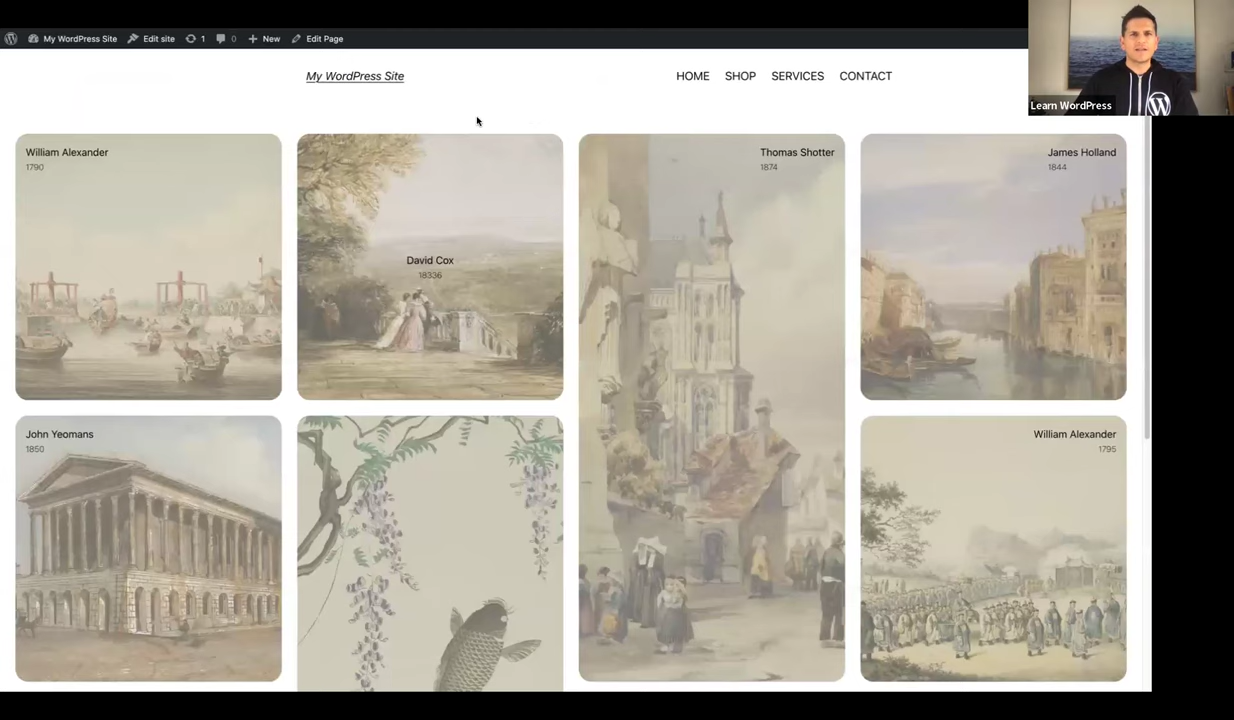 My WordPress Site Edit site 1 0 New Edit Page
My WordPress Site HOME SHOP SERVICES CONTACT
Learn WordPress
William Alexander
1790
David Cox
18336
Thomas Shotter
1874
James Holland
1844
John Yeomans
1850
William Alexander
1795